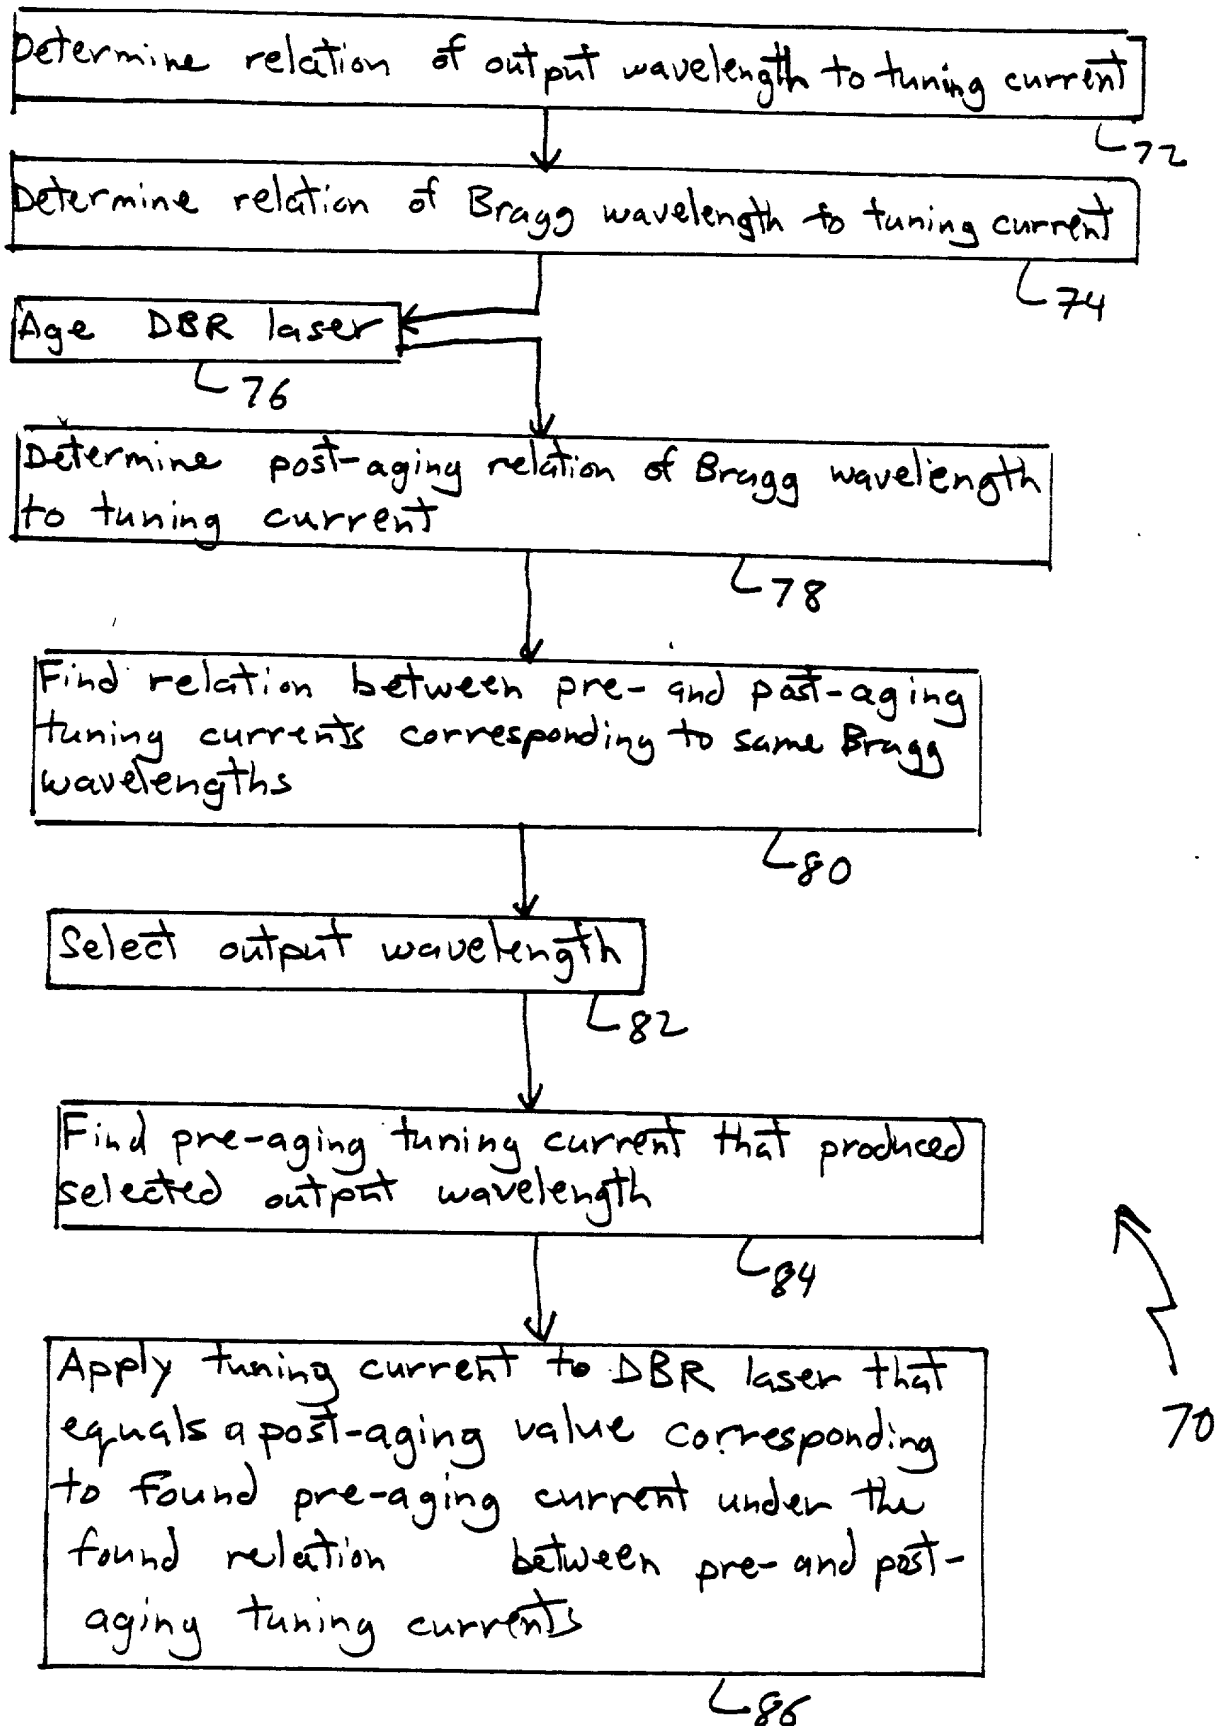 Determine relation of output wavelength to tuning current
72
Determine relation of Bragg wavelength to tuning current
74
Age DBR laser
76
Determine post-aging relation of Bragg wavelength
to tuning current
78
Find relation between pre- and post-aging
tuning currents corresponding to same Bragg
wavelengths
80
Select output wavelength
82
Find pre-aging tuning current that produced
selected output wavelength
84
70
Apply tuning current to DBR laser that
equals a post-aging value corresponding
to found pre-aging current under the
found relation between pre- and post-
aging tuning currents
86